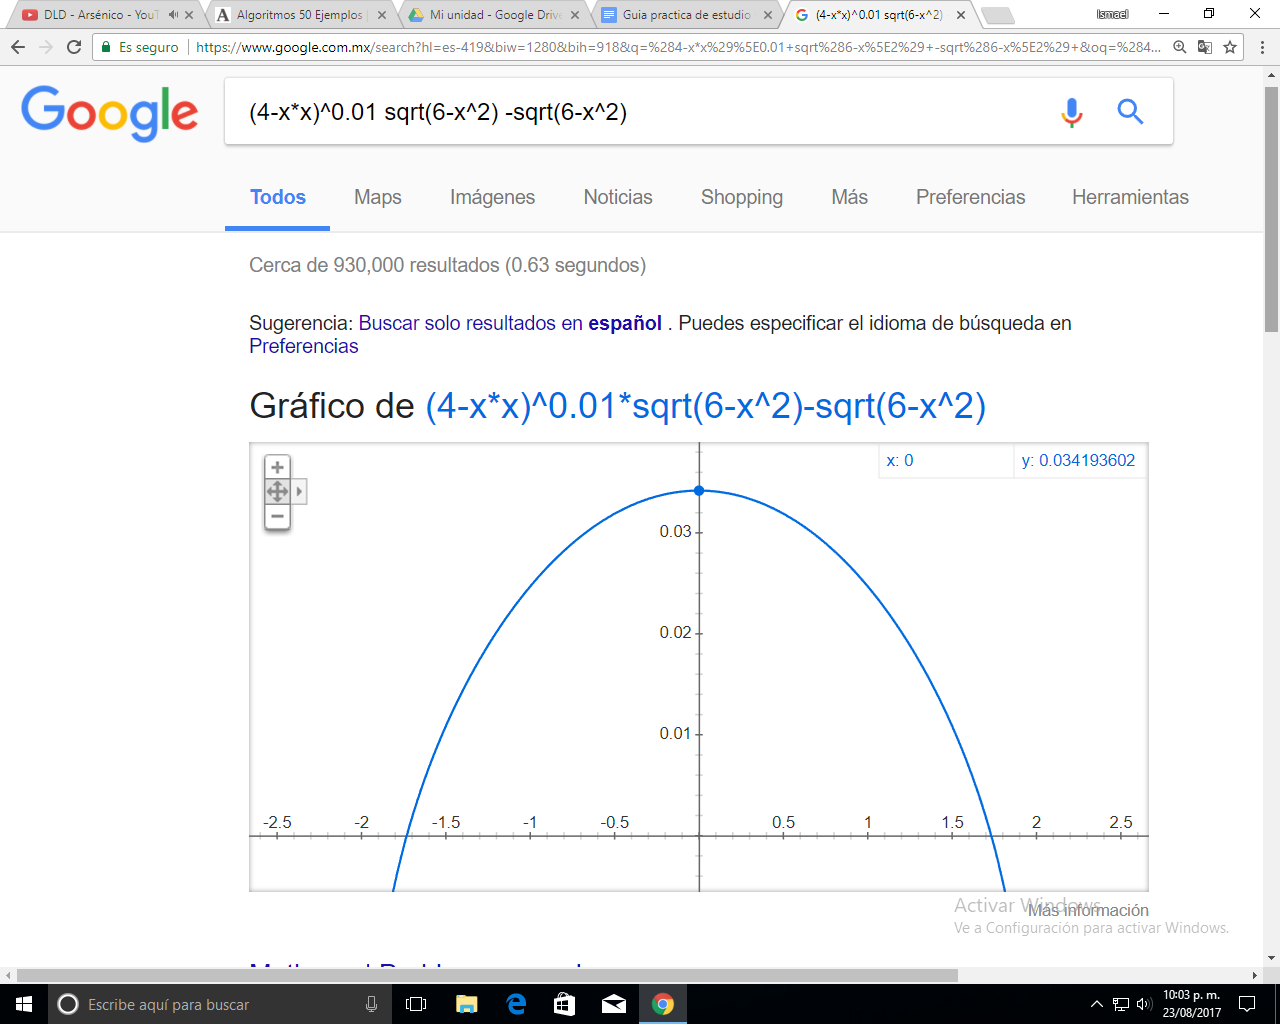 DLD - Arsénico - YouT
Algoritmos 50 Ejemplos
Mi unidad - Google Drive
Guia practica de estudio
(4-x*x)^0.01 sqrt(6-x^2)
Ismael
Es seguro
https://www.google.com.mx/search?hl=es-419&biw=1280&bih=918&q=%284-x*x%29%5E0.01+sqrt%286-x%5E2%29+-sqrt%286-x%5E2%29+&oq=%284...
Google
(4-x*x)^0.01 sqrt(6-x^2) -sqrt(6-x^2)
Todos Maps Imágenes Noticias Shopping Más Preferencias Herramientas
Cerca de 930,000 resultados (0.63 segundos)
Sugerencia: Buscar solo resultados en español . Puedes especificar el idioma de búsqueda en
Preferencias
Gráfico de (4-x*x)^0.01*sqrt(6-x^2)-sqrt(6-x^2)
x: 0 y: 0.034193602
0.03
0.02
0.01
-2.5 -2 -1.5 -1 -0.5 0.5 1 1.5 2 2.5
Activar Windows
Más información
Ve a Configuración para activar Windows.
Escribe aquí para buscar
10:03 p. m.
23/08/2017